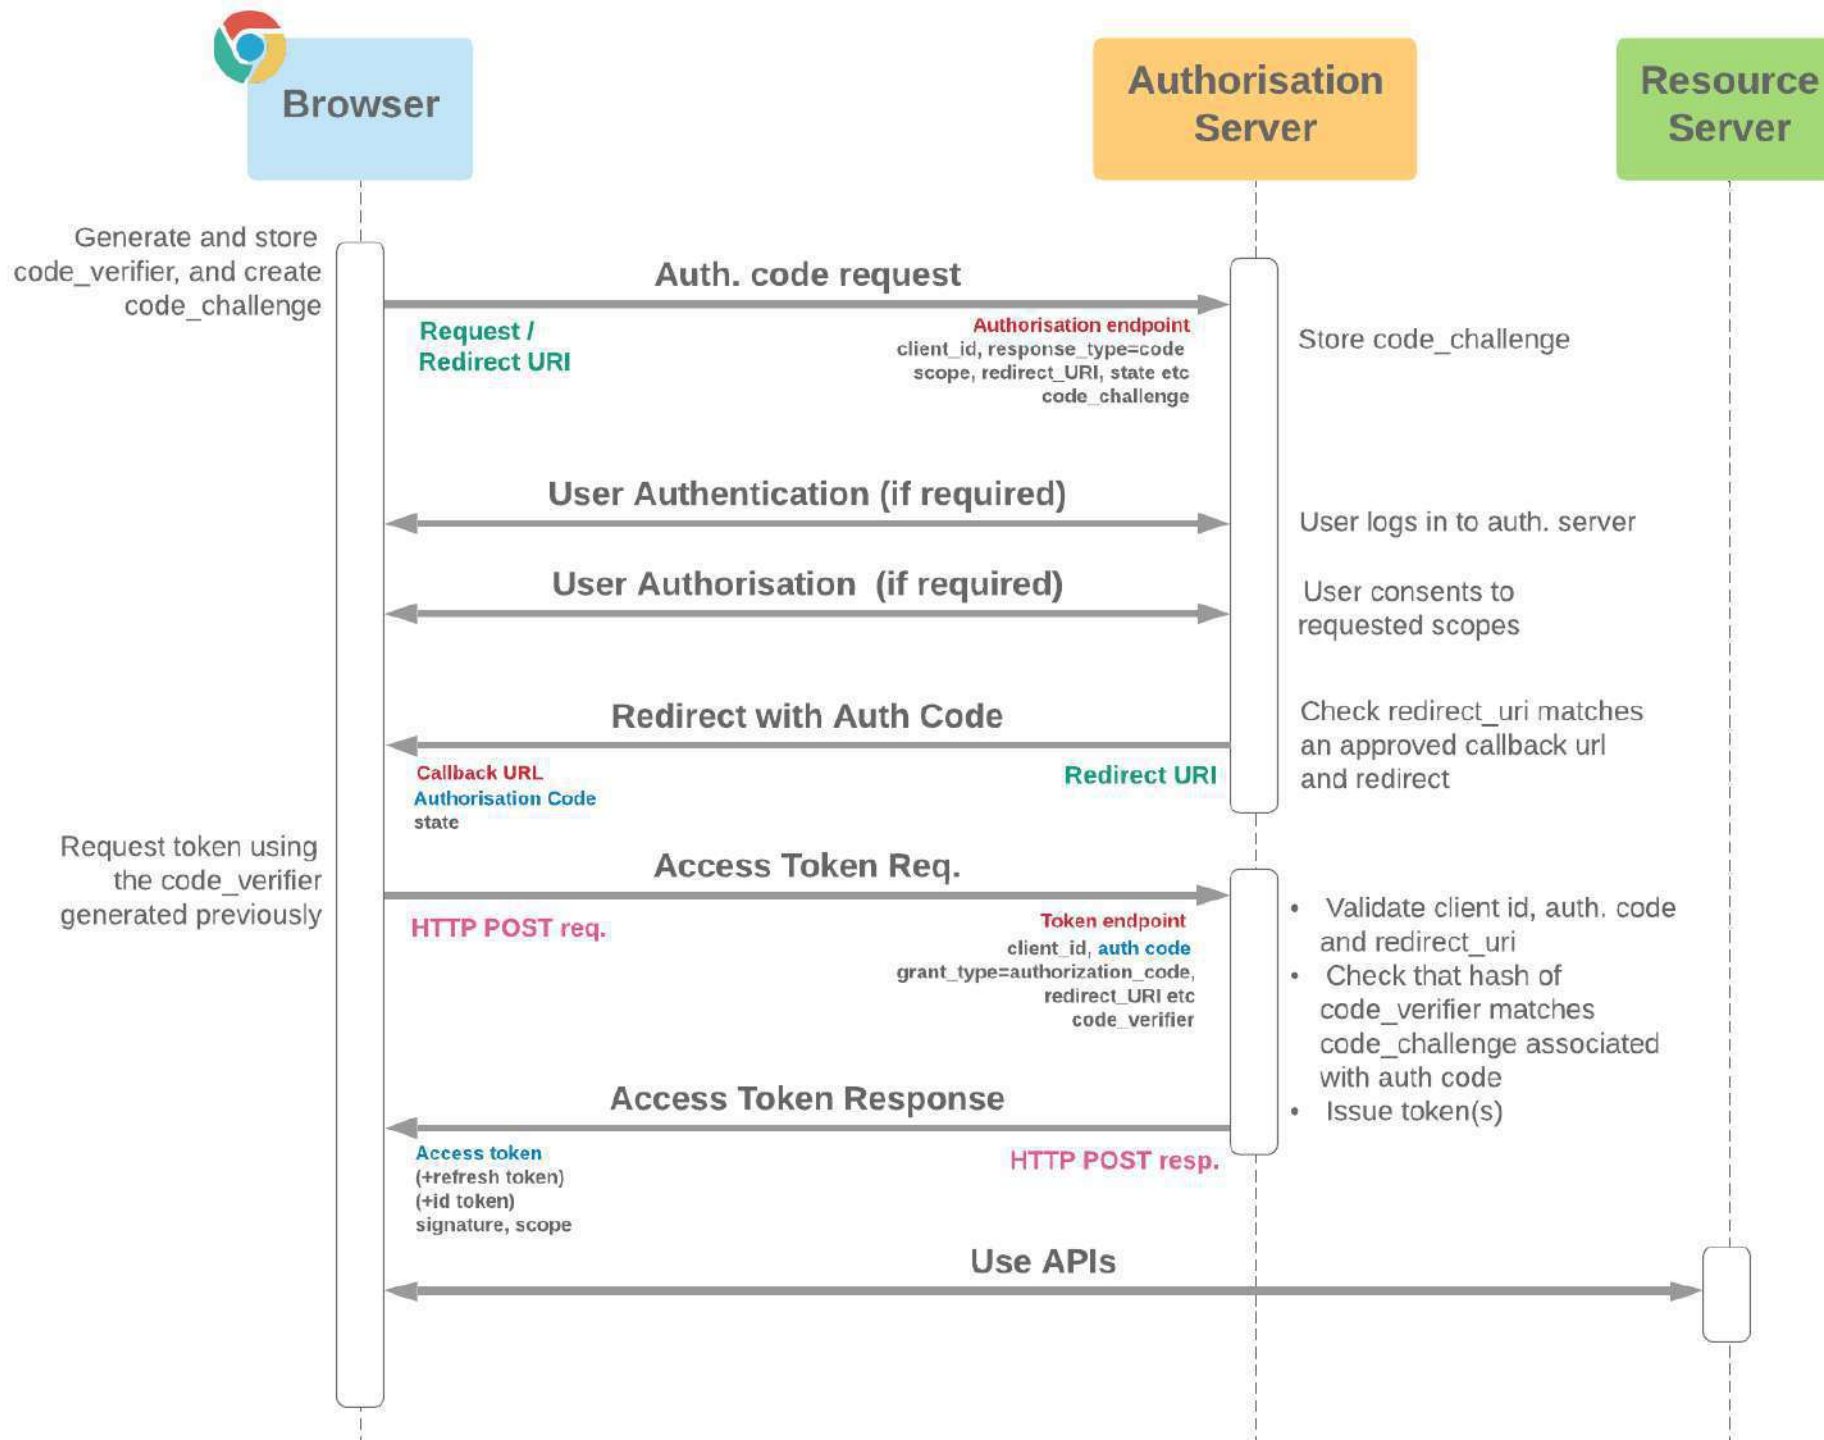 Browser
Authorisation
Server
Resource
Server
Generate and store
code_verifier, and create
code_challenge
Auth. code request
Request /
Redirect URI
Authorisation endpoint
client_id, response_type=code
scope, redirect_URI, state etc
code_challenge
Store code_challenge
User Authentication (if required)
User logs in to auth. server
User Authorisation (if required)
User consents to
requested scopes
Redirect with Auth Code
Callback URL
Authorisation Code
state
Redirect URI
Check redirect_uri matches
an approved callback url
and redirect
Request token using
the code_verifier
generated previously
Access Token Req.
HTTP POST req.
Token endpoint
client_id, auth code
grant_type=authorization_code,
redirect_URI etc
code_verifier
• Validate client id, auth. code
and redirect_uri
• Check that hash of
code_verifier matches
code_challenge associated
with auth code
• Issue token(s)
Access Token Response
Access token
(+refresh token)
(+id token)
signature, scope
HTTP POST resp.
Use APIs